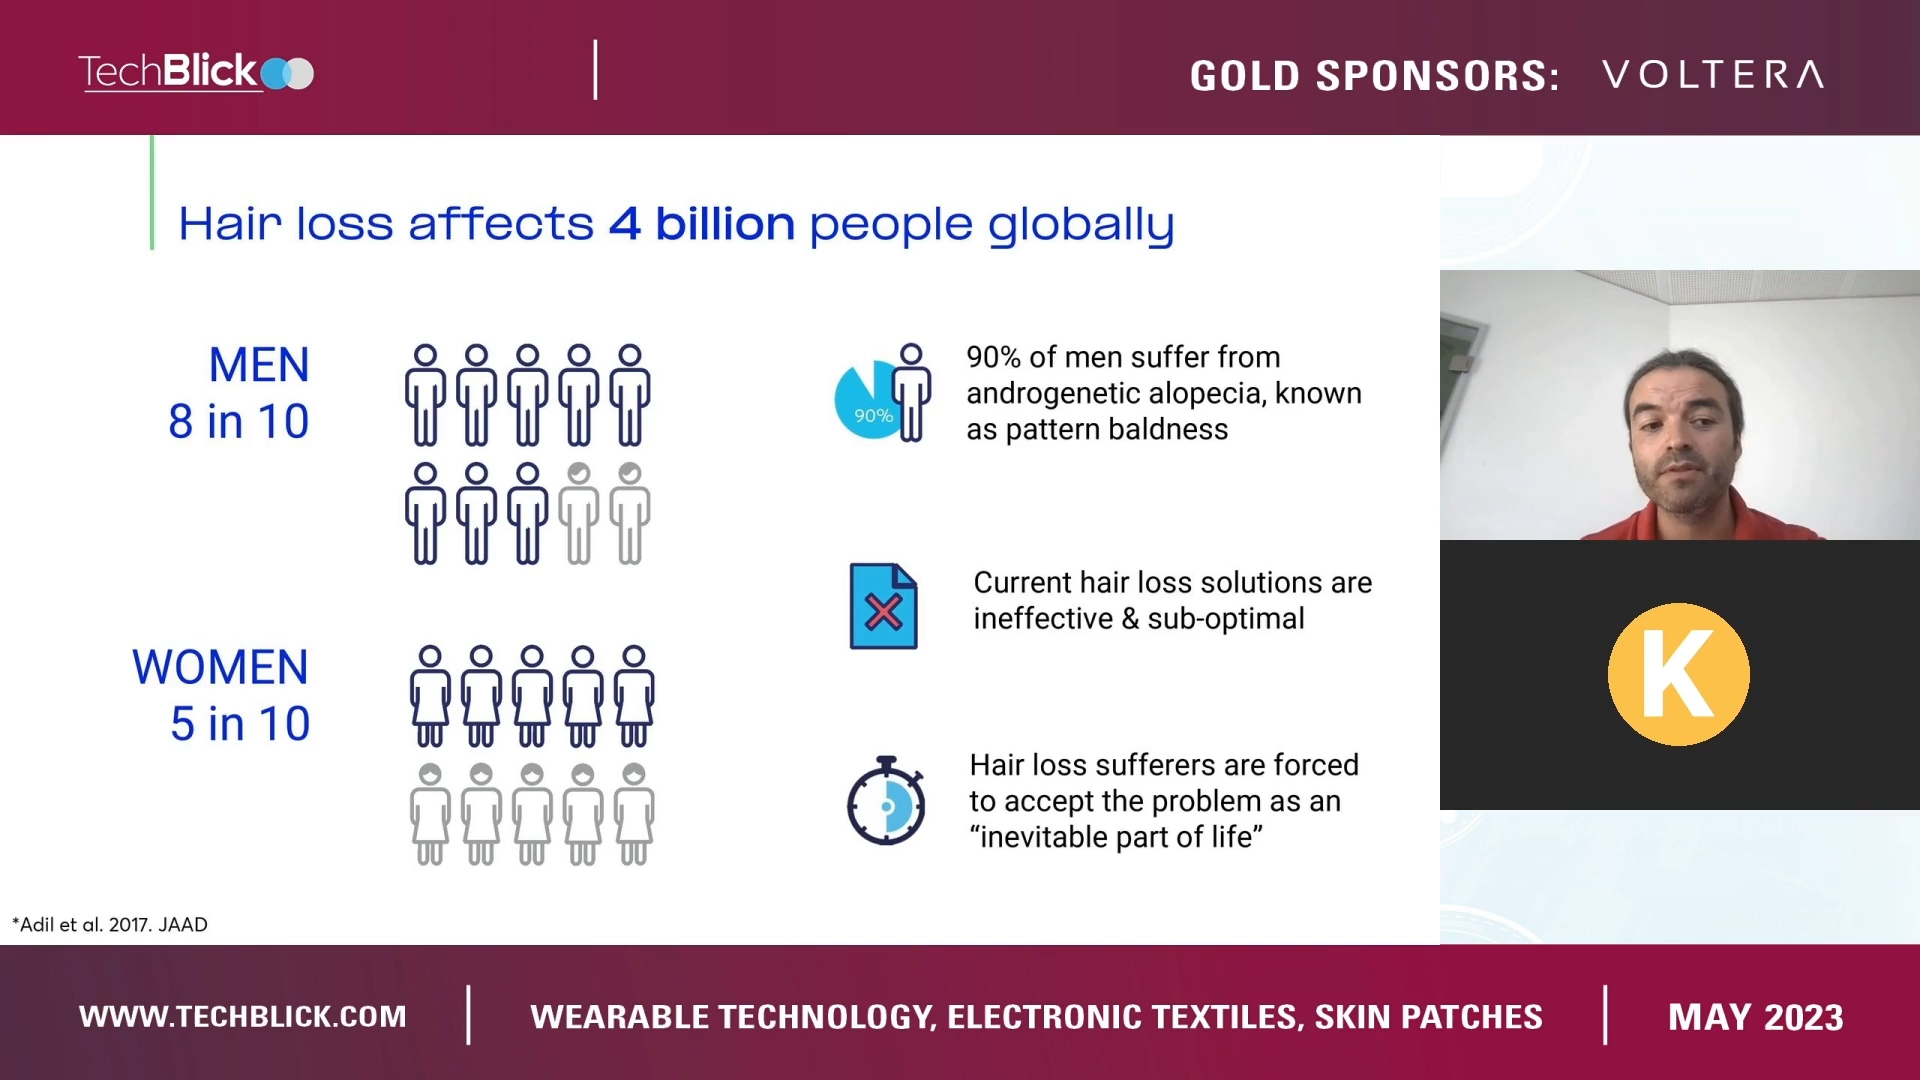 TechBlick
GOLD SPONSORS:
VOLTERA
Hair loss affects 4 billion people globally
MEN
8 in 10
90%
90% of men suffer from
androgenetic alopecia, known
as pattern baldness
Current hair loss solutions are
ineffective & sub-optimal
WOMEN
5 in 10
Hair loss sufferers are forced
to accept the problem as an
“inevitable part of life”
*Adil et al. 2017. JAAD
K
WWW.TECHBLICK.COM
WEARABLE TECHNOLOGY, ELECTRONIC TEXTILES, SKIN PATCHES
MAY 2023